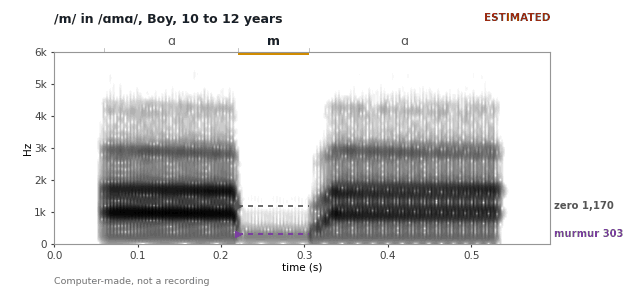 /m/ in /ɑmɑ/, Boy, 10 to 12 years
ESTIMATED
ɑ m ɑ
6k
5k
4k
3k
2k
1k
0
Hz
zero 1,170
murmur 303
0.0 0.1 0.2 0.3 0.4 0.5
time (s)
Computer-made, not a recording